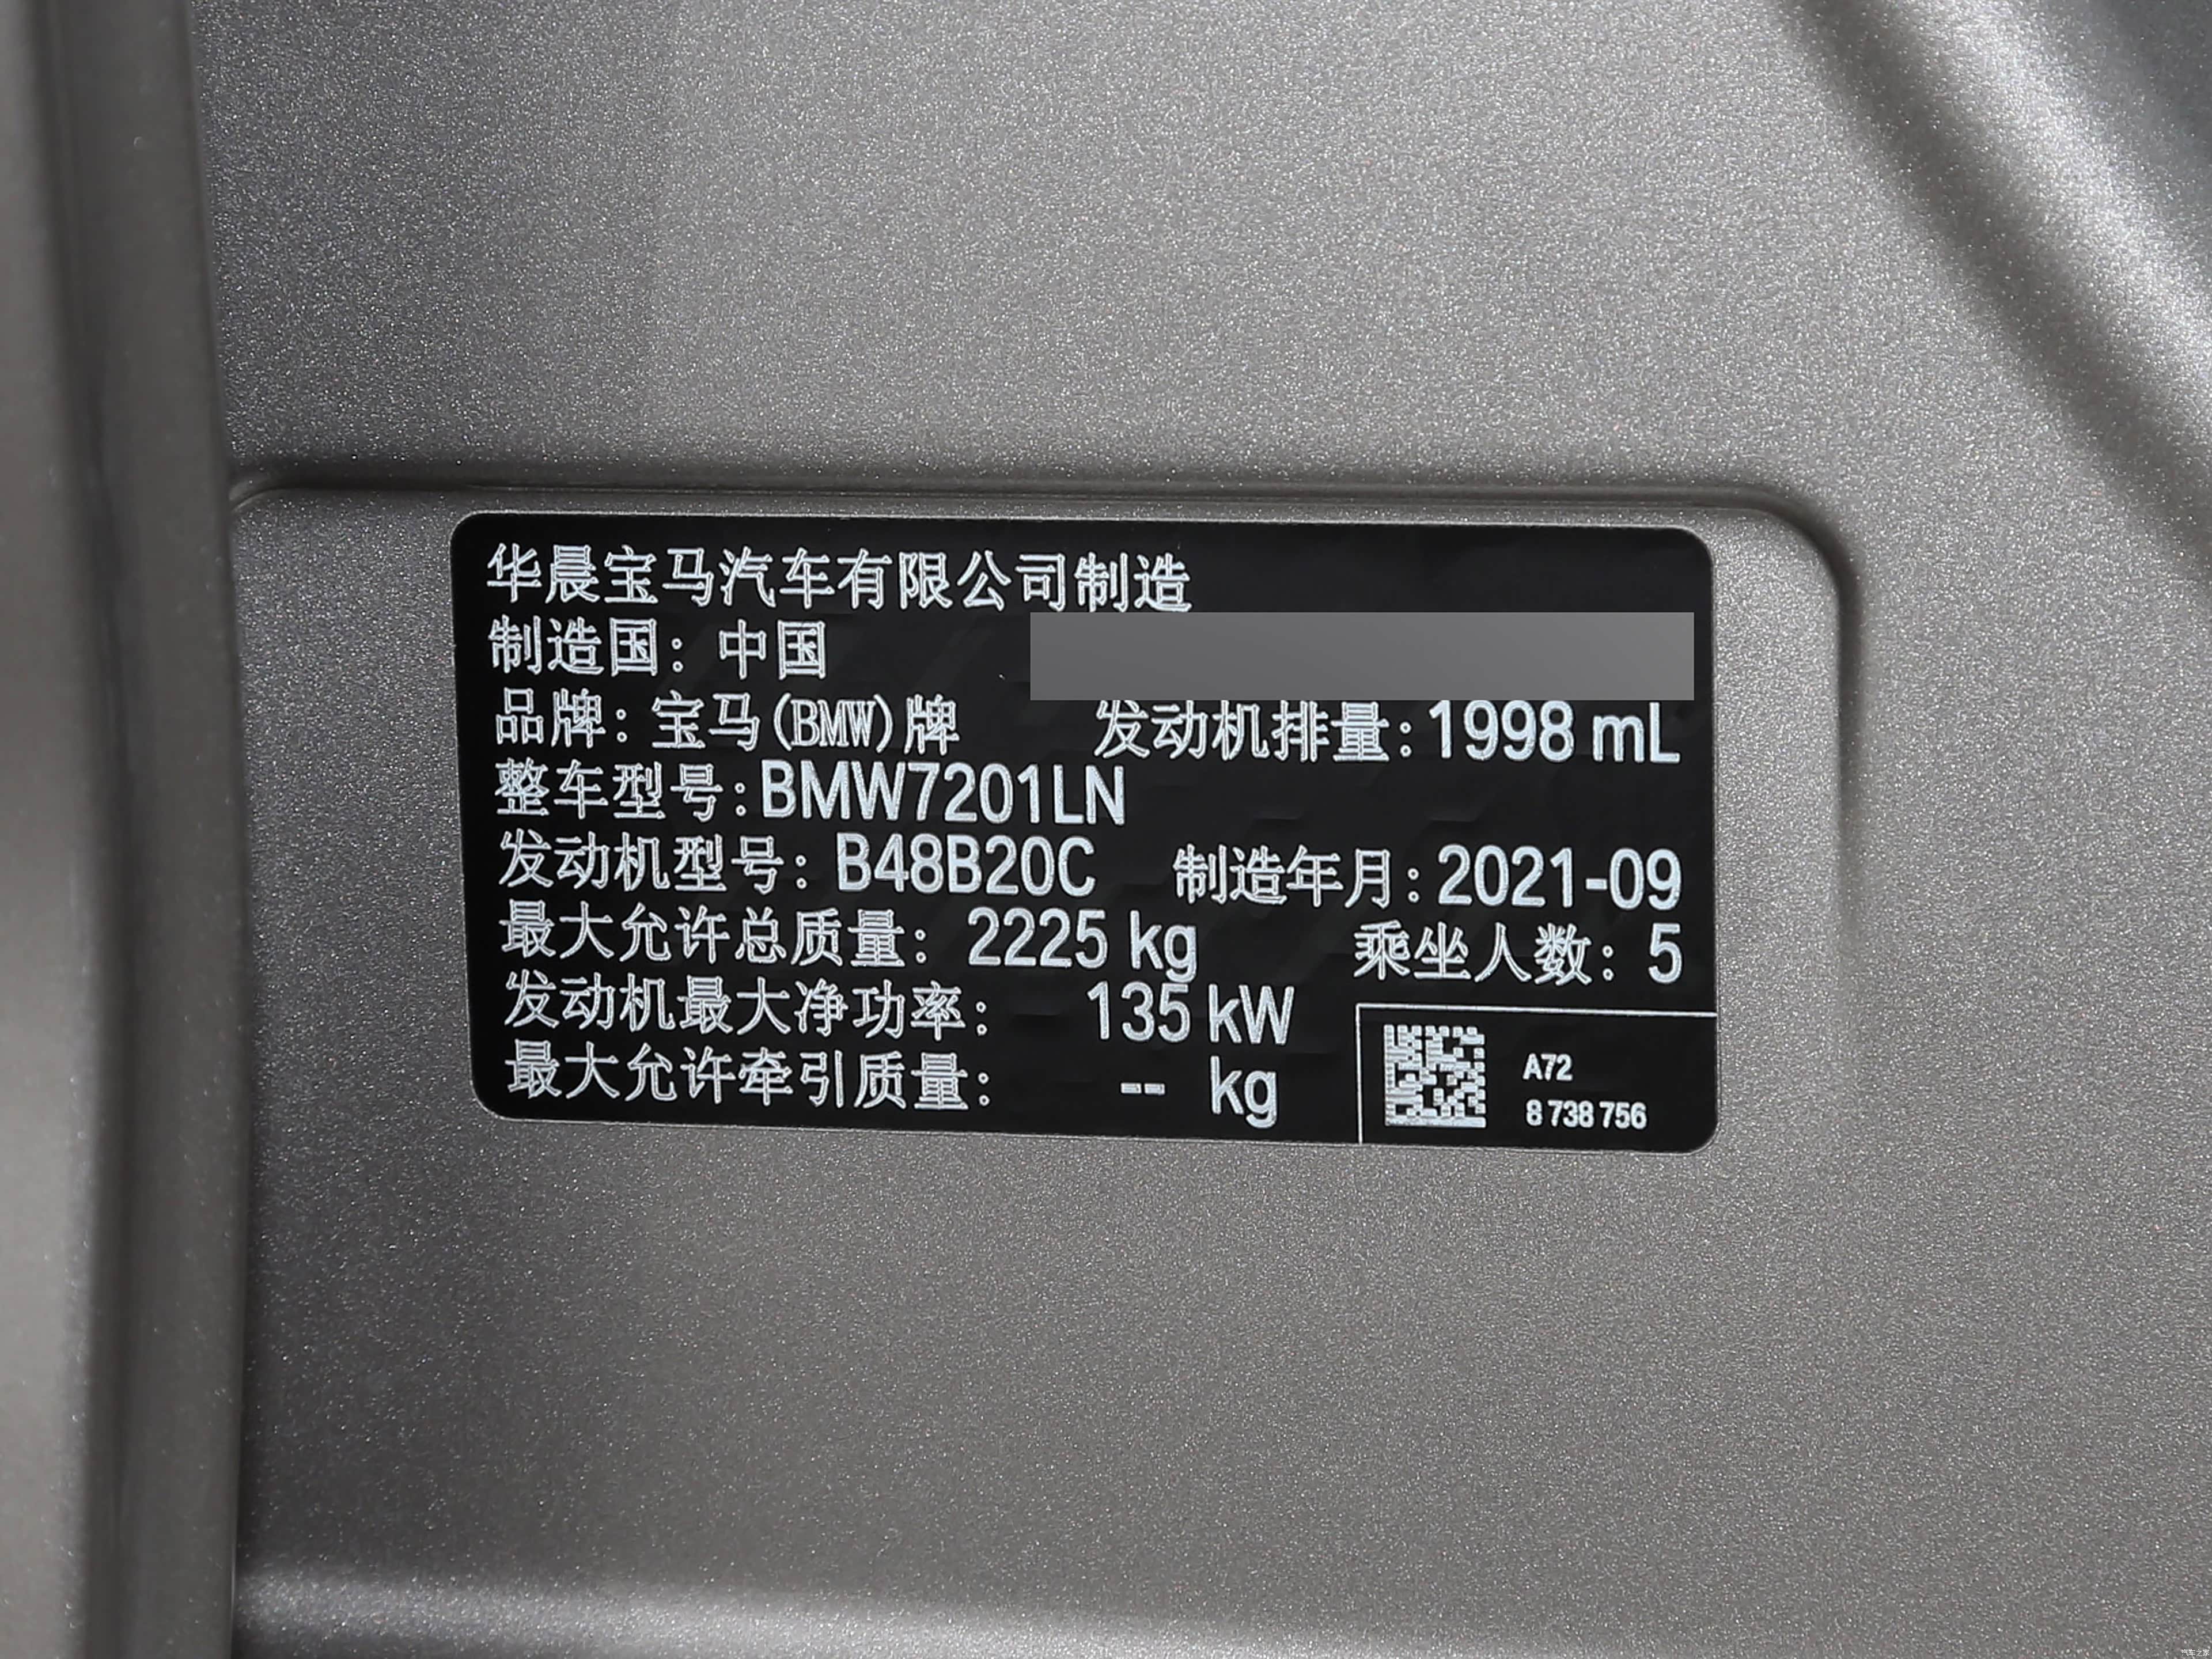 华晨宝马汽车有限公司制造
制造国：中国
品牌：宝马(BMW)牌 发动机排量：1998 mL
整车型号：BMW7201LN
发动机型号：B48B20C 制造年月：2021-09
最大允许总质量：2225 kg 乘坐人数：5
发动机最大净功率：135 kW
最大允许牵引质量：-- kg
A72
8 738 756
汽车之家